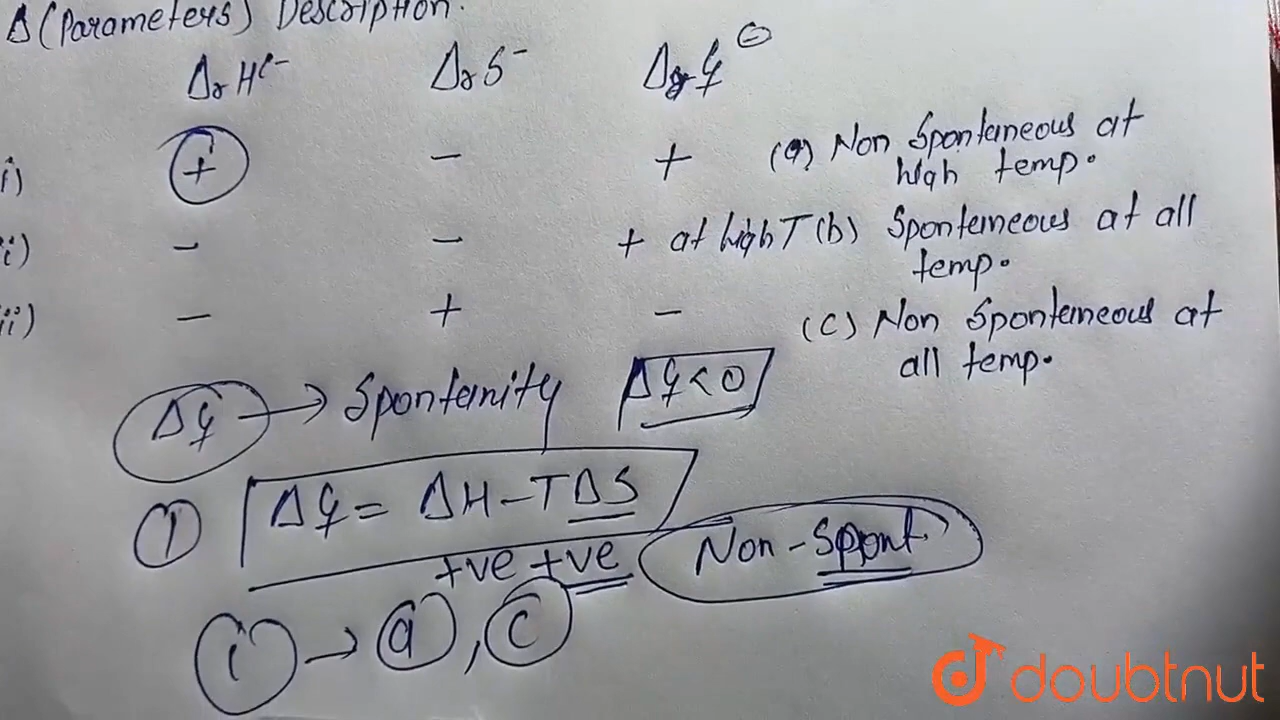 Δ (Parameters) Description.
ΔrH⊖ ΔrS⁻ ΔrG⊖
i) + − + (a) Non Spontaneous at
high temp.
i) − − + at high T (b) Spontaneous at all
temp.
ii) − + − (c) Non Spontaneous at
all temp.
ΔG → Spontanity ΔG<0
① ΔG = ΔH-TΔS
+ve +ve Non-Spont.
i → a, c
doubtnut